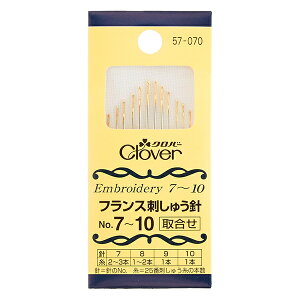 57-070
クロバー
Clover
Embroidery 7~10
フランス刺しゅう針
No.7~10 取合せ
針 7 8 9 10
糸 2~3本 1~2本 1本 1本
針=針のNo. 糸=25番刺しゅう糸の本数